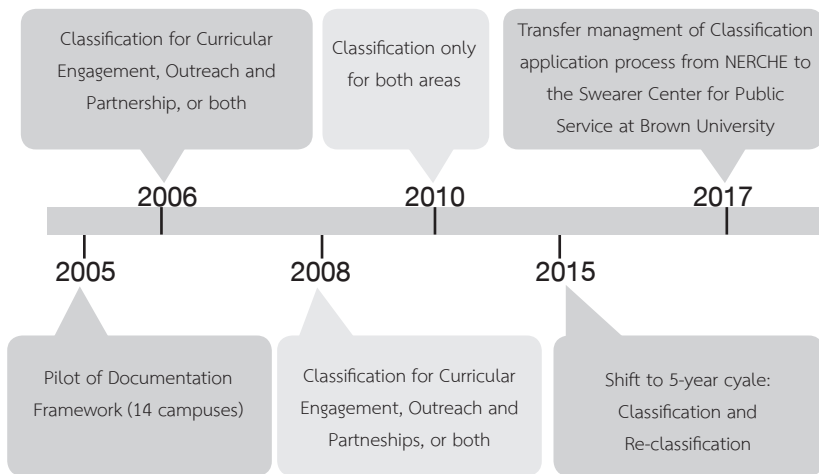 Classification for Curricular
Engagement, Outreach and
Partnership, or both
Classification only
for both areas
Transfer managment of Classification
application process from NERCHE to
the Swearer Center for Public
Service at Brown University
2006
2010
2017
2005
2008
2015
Pilot of Documentation
Framework (14 campuses)
Classification for Curricular
Engagement, Outreach and
Partneships, or both
Shift to 5-year cyale:
Classification and
Re-classification